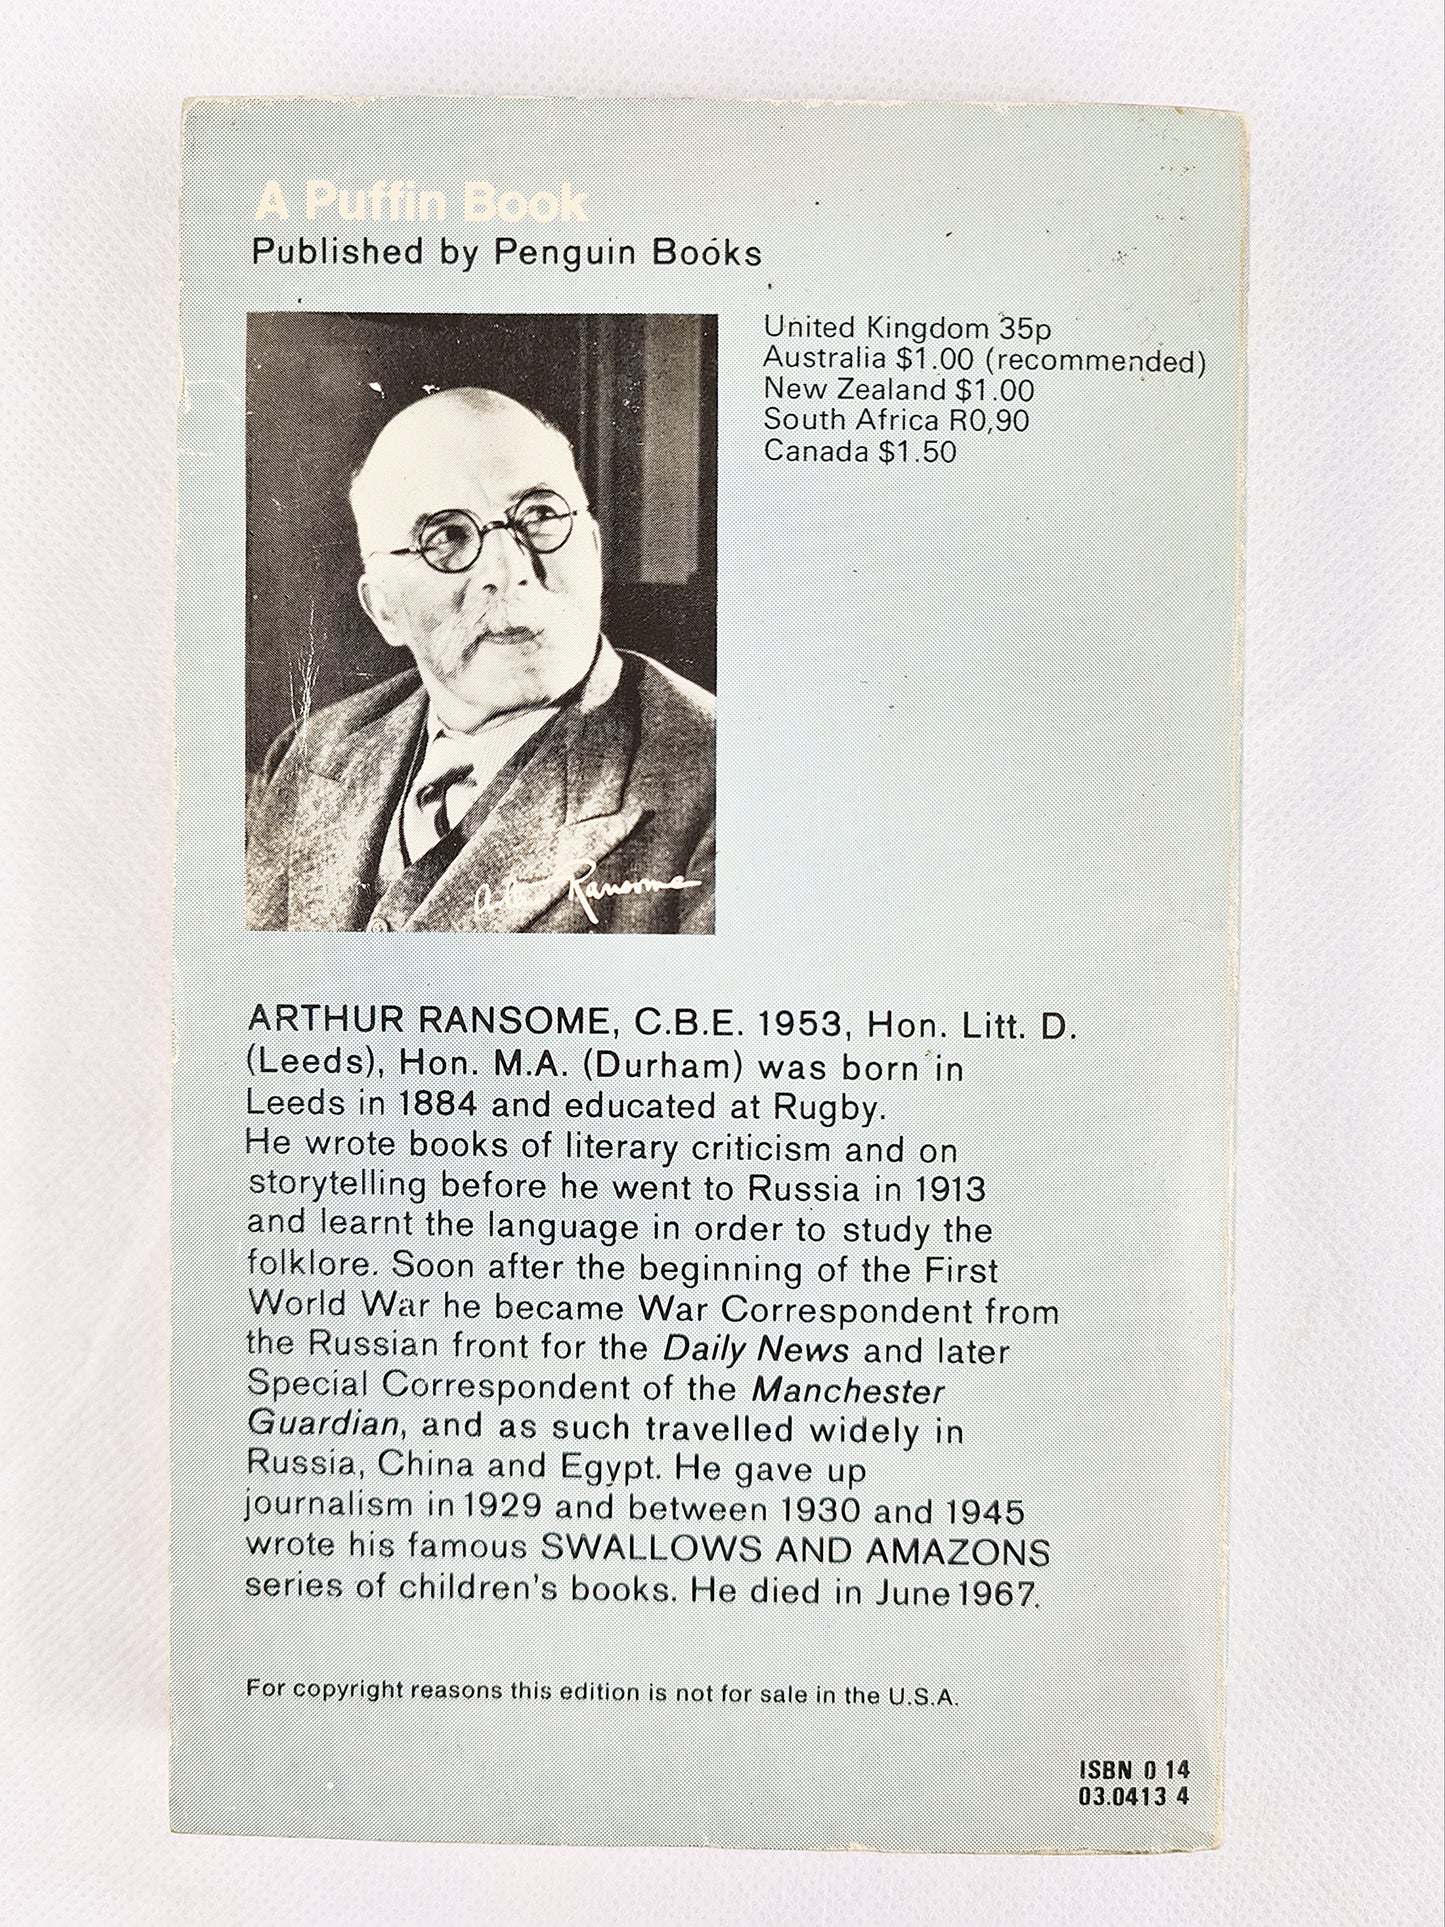 A Puffin Book
Published by Penguin Books
United Kingdom 35p
Australia $1.00 (recommended)
New Zealand $1.00
South Africa R0,90
Canada $1.50
Arthur Ransome
ARTHUR RANSOME, C.B.E. 1953, Hon. Litt. D.
(Leeds), Hon. M.A. (Durham) was born in
Leeds in 1884 and educated at Rugby.
He wrote books of literary criticism and on
storytelling before he went to Russia in 1913
and learnt the language in order to study the
folklore. Soon after the beginning of the First
World War he became War Correspondent from
the Russian front for the Daily News and later
Special Correspondent of the Manchester
Guardian, and as such travelled widely in
Russia, China and Egypt. He gave up
journalism in 1929 and between 1930 and 1945
wrote his famous SWALLOWS AND AMAZONS
series of children's books. He died in June 1967.
For copyright reasons this edition is not for sale in the U.S.A.
ISBN 0 14
03.0413 4